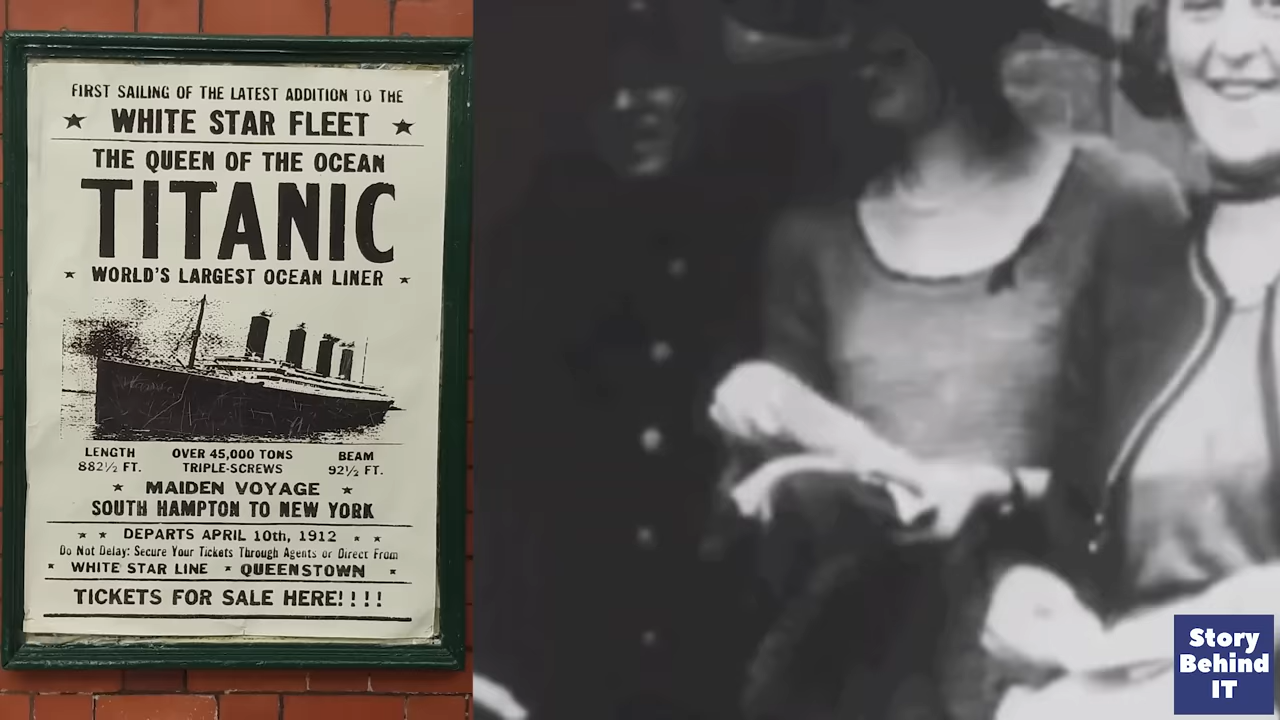 FIRST SAILING OF THE LATEST ADDITION TO THE
WHITE STAR FLEET
THE QUEEN OF THE OCEAN
TITANIC
WORLD'S LARGEST OCEAN LINER
LENGTH OVER 45,000 TONS BEAM
882½ FT. TRIPLE-SCREWS 92½ FT.
MAIDEN VOYAGE
SOUTH HAMPTON TO NEW YORK
DEPARTS APRIL 10th, 1912
Do Not Delay: Secure Your Tickets Through Agents or Direct From
WHITE STAR LINE QUEENSTOWN
TICKETS FOR SALE HERE!!!!
Story
Behind
IT